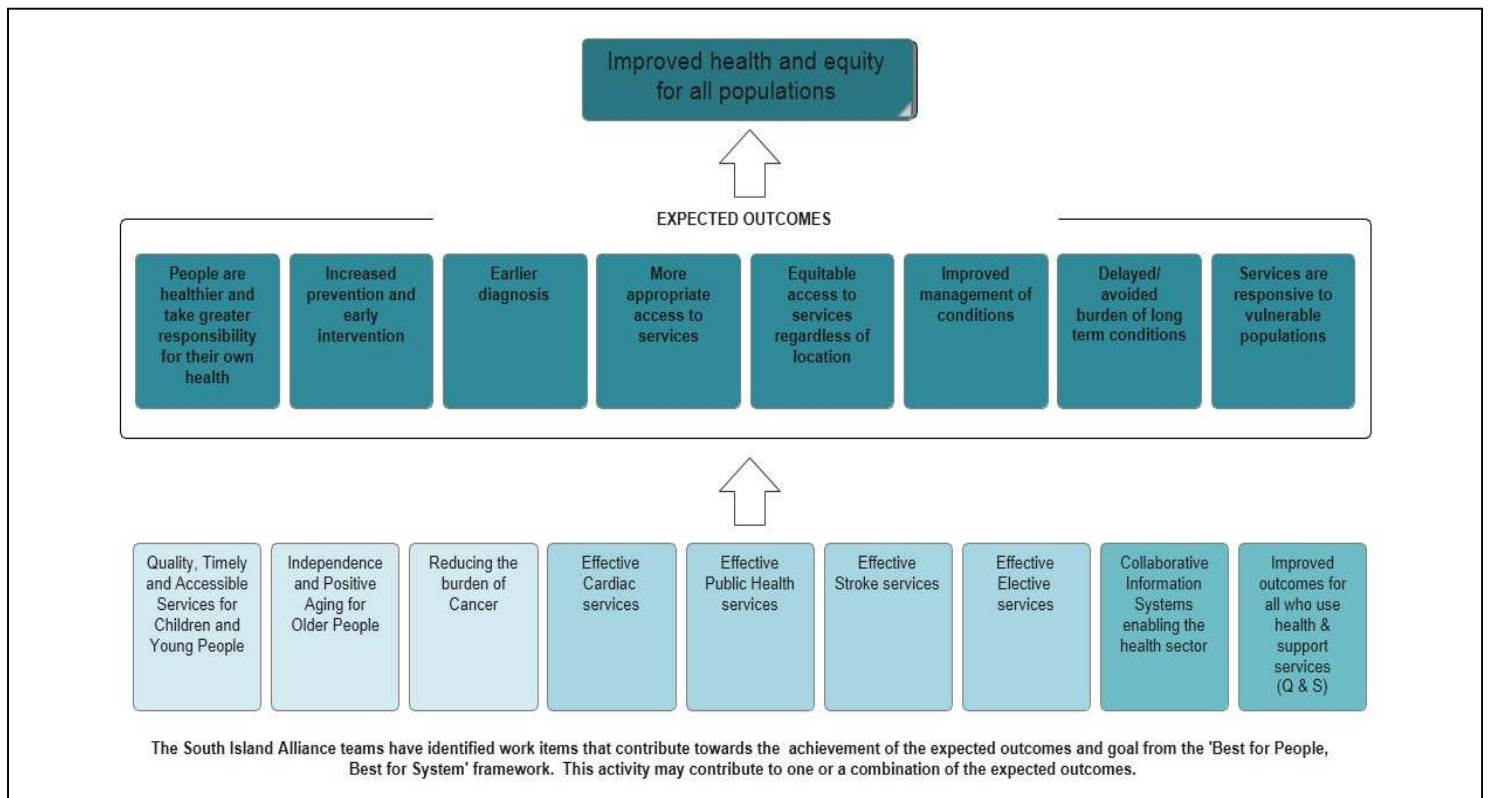 Improved health and equity
for all populations
EXPECTED OUTCOMES
People are
healthier and
take greater
responsibility
for their own
health
Increased
prevention and
early
intervention
Earlier
diagnosis
More
appropriate
access to
services
Equitable
access to
services
regardless of
location
Improved
management of
conditions
Delayed/
avoided
burden of long
term conditions
Services are
responsive to
vulnerable
populations
Quality, Timely
and Accessible
Services for
Children and
Young People
Independence
and Positive
Aging for
Older People
Reducing the
burden of
Cancer
Effective
Cardiac
services
Effective
Public Health
services
Effective
Stroke services
Effective
Elective
services
Collaborative
Information
Systems
enabling the
health sector
Improved
outcomes for
all who use
health &
support
services
(Q & S)
The South Island Alliance teams have identified work items that contribute towards the achievement of the expected outcomes and goal from the 'Best for People,
Best for System' framework. This activity may contribute to one or a combination of the expected outcomes.